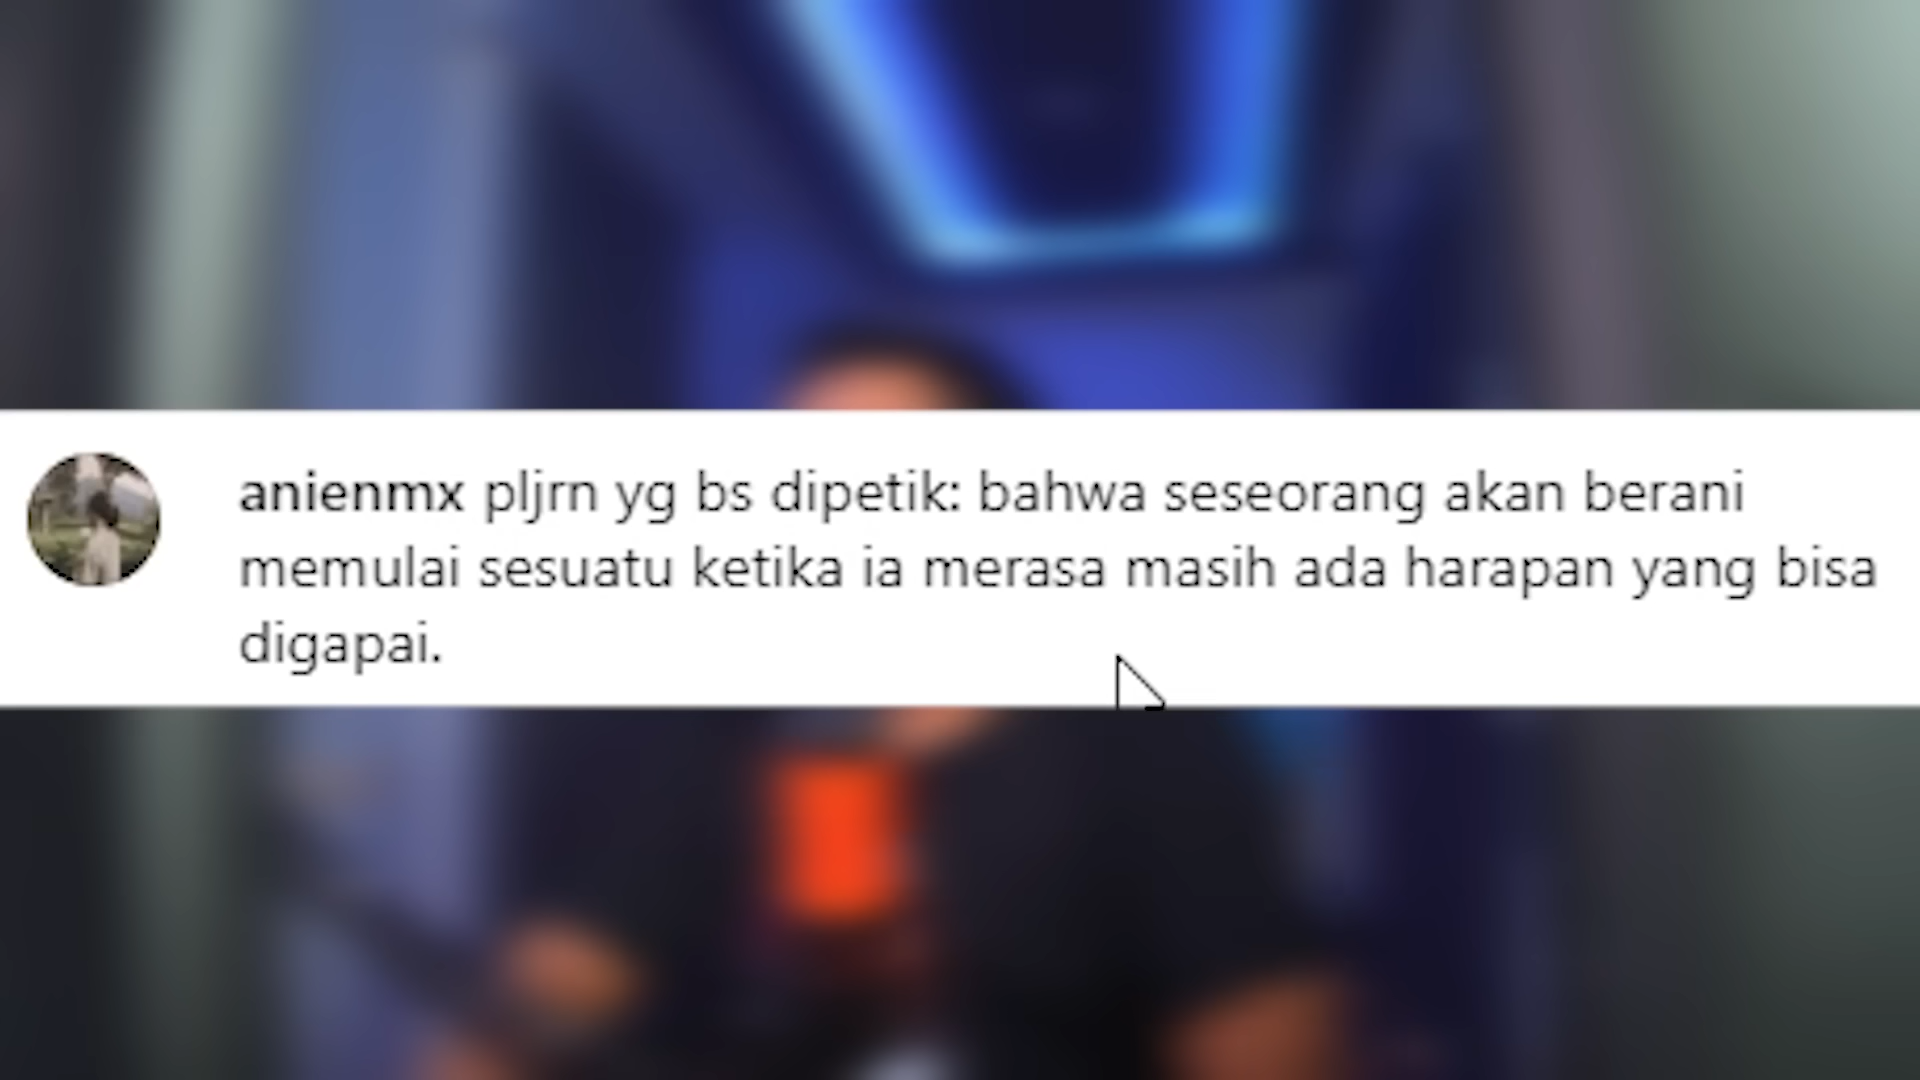 anienmx pljrn yg bs dipetik: bahwa seseorang akan berani
memulai sesuatu ketika ia merasa masih ada harapan yang bisa
digapai.